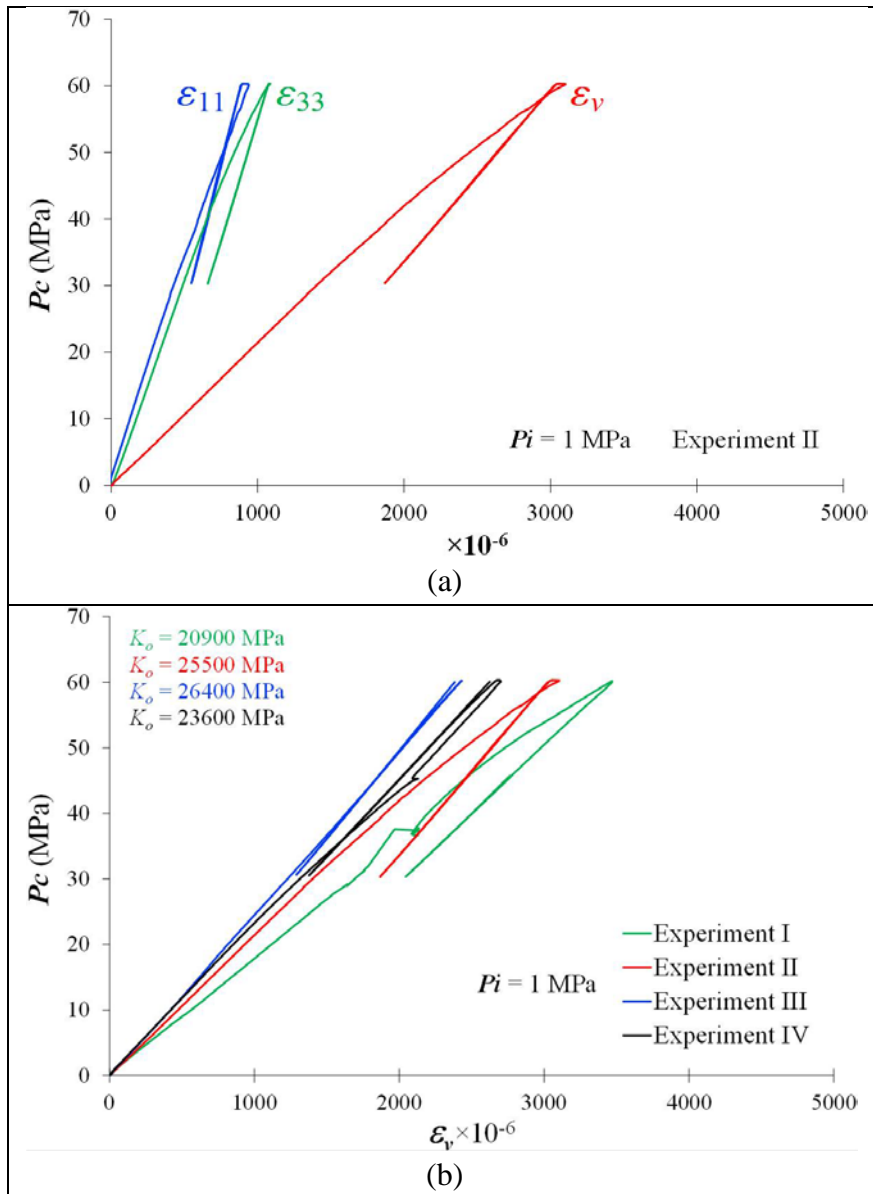 70
60
50
40
30
20
10
0
Pc (MPa)
ε11
ε33
εv
Pi = 1 MPa Experiment II
0 1000 2000 3000 4000 5000
×10-6
(a)
70
60
50
40
30
20
10
0
Pc (MPa)
Ko = 20900 MPa
Ko = 25500 MPa
Ko = 26400 MPa
Ko = 23600 MPa
Pi = 1 MPa
Experiment I
Experiment II
Experiment III
Experiment IV
0 1000 2000 3000 4000 5000
εv×10-6
(b)